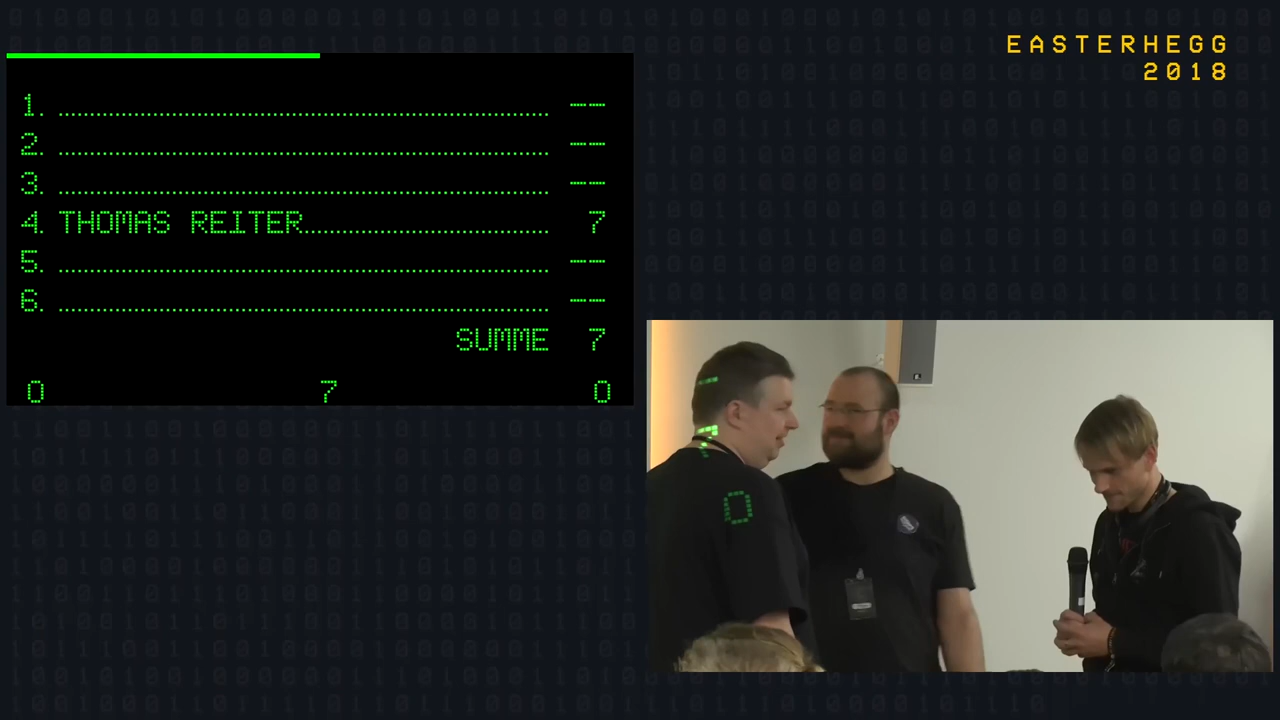 EASTERHEGG
2018
1. ............................................................ --
2. ............................................................ --
3. ............................................................ --
4. THOMAS REITER.............................. 7
5. ............................................................ --
6. ............................................................ --
SUMME 7
0 7 0